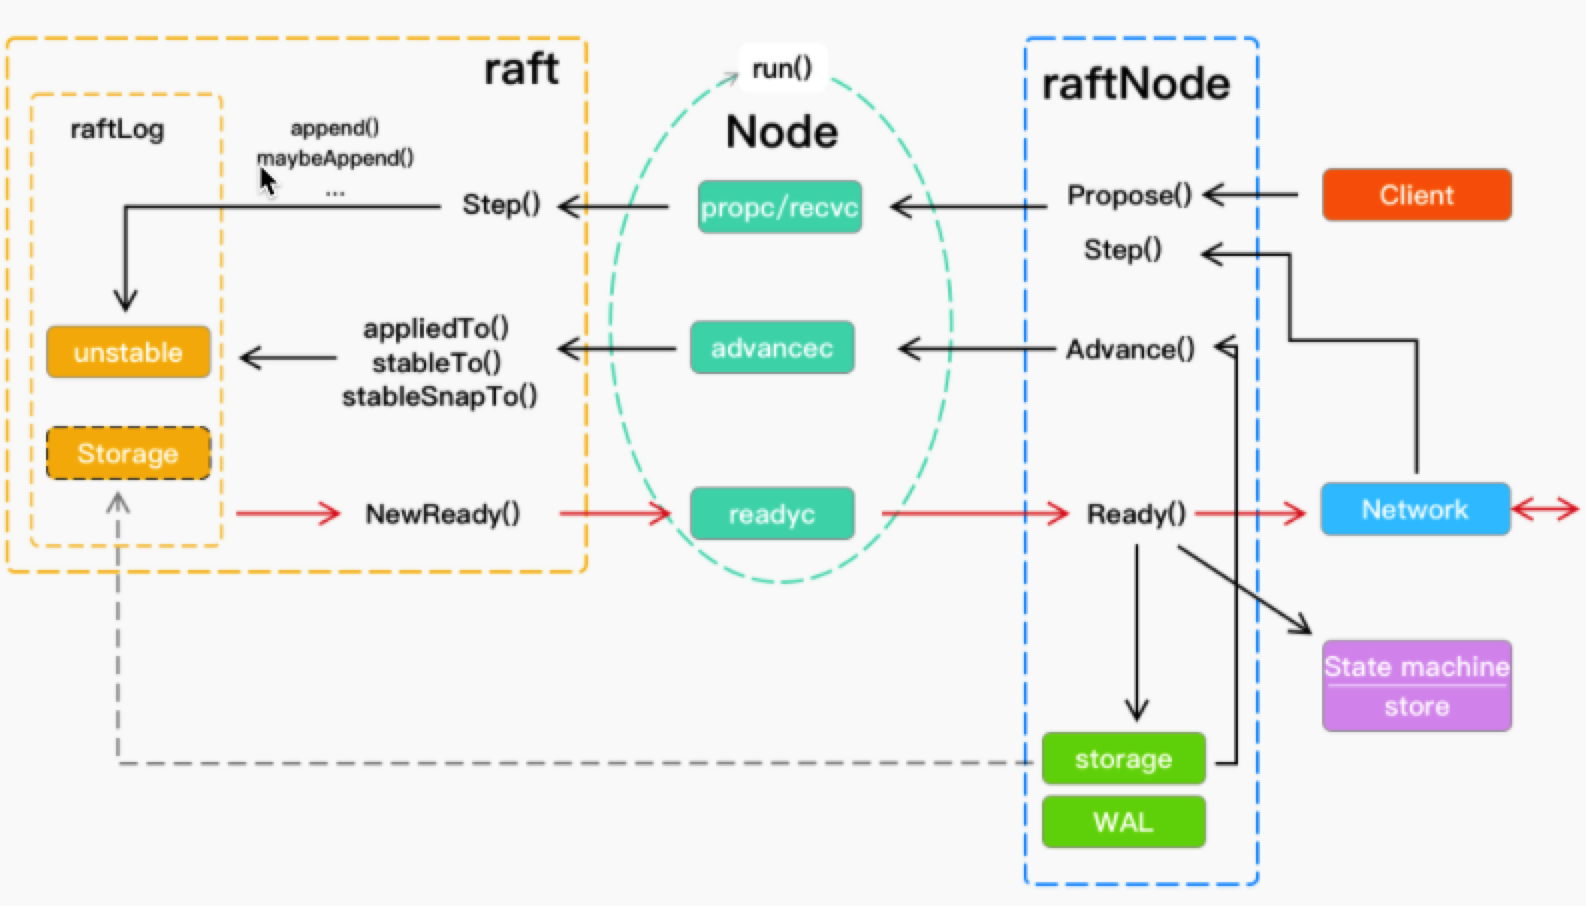 raft
raftLog
append()
maybeAppend()
...
Step()
unstable
appliedTo()
stableTo()
stableSnapTo()
Storage
NewReady()
run()
Node
propc/recvc
advancec
readyc
raftNode
Propose()
Step()
Advance()
Ready()
storage
WAL
Client
Network
State machine
store